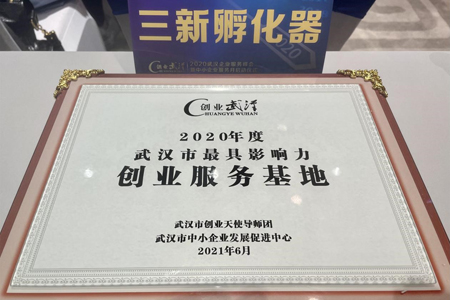 三新孵化器
2020
创业武汉
CHUANGYE WUHAN
2020年度
武汉市最具影响力
创业服务基地
武汉市创业天使导师团
武汉市中小企业发展促进中心
2021年6月